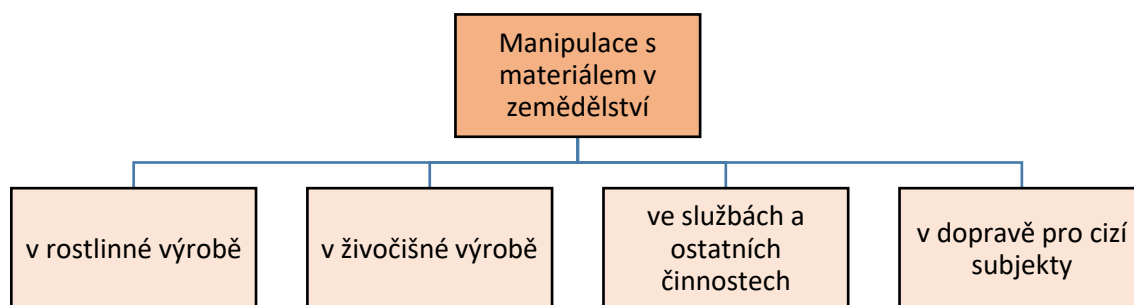 Manipulace s
materiálem v
zemědělství
v rostlinné výrobě
v živočišné výrobě
ve službách a
ostatních
činnostech
v dopravě pro cizí
subjekty